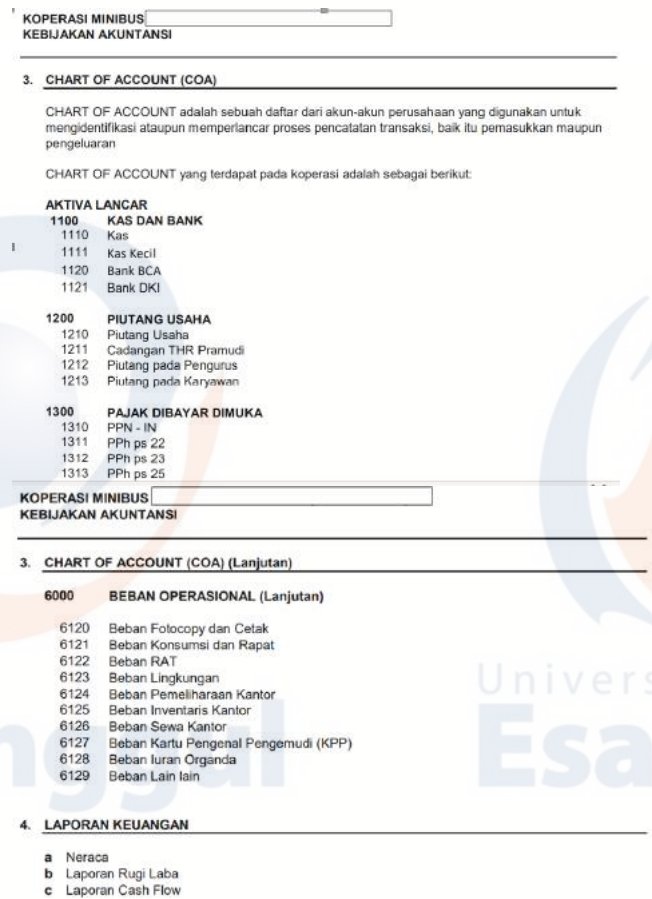 KOPERASI MINIBUS
KEBIJAKAN AKUNTANSI
3. CHART OF ACCOUNT (COA)
CHART OF ACCOUNT adalah sebuah daftar dari akun-akun perusahaan yang digunakan untuk
mengidentifikasi ataupun memperlancar proses pencatatan transaksi, baik itu pemasukkan maupun
pengeluaran
CHART OF ACCOUNT yang terdapat pada koperasi adalah sebagai berikut:
AKTIVA LANCAR
1100 KAS DAN BANK
1110 Kas
1111 Kas Kecil
1120 Bank BCA
1121 Bank DKI
1200 PIUTANG USAHA
1210 Piutang Usaha
1211 Cadangan THR Pramudi
1212 Piutang pada Pengurus
1213 Piutang pada Karyawan
1300 PAJAK DIBAYAR DIMUKA
1310 PPN - IN
1311 PPh ps 22
1312 PPh ps 23
1313 PPh ps 25
KOPERASI MINIBUS
KEBIJAKAN AKUNTANSI
3. CHART OF ACCOUNT (COA) (Lanjutan)
6000 BEBAN OPERASIONAL (Lanjutan)
6120 Beban Fotocopy dan Cetak
6121 Beban Konsumsi dan Rapat
6122 Beban RAT
6123 Beban Lingkungan
6124 Beban Pemeliharaan Kantor
6125 Beban Inventaris Kantor
6126 Beban Sewa Kantor
6127 Beban Kartu Pengenal Pengemudi (KPP)
6128 Beban Iuran Organda
6129 Beban Lain lain
Univers
Esa
nggul
4. LAPORAN KEUANGAN
a Neraca
b Laporan Rugi Laba
c Laporan Cash Flow